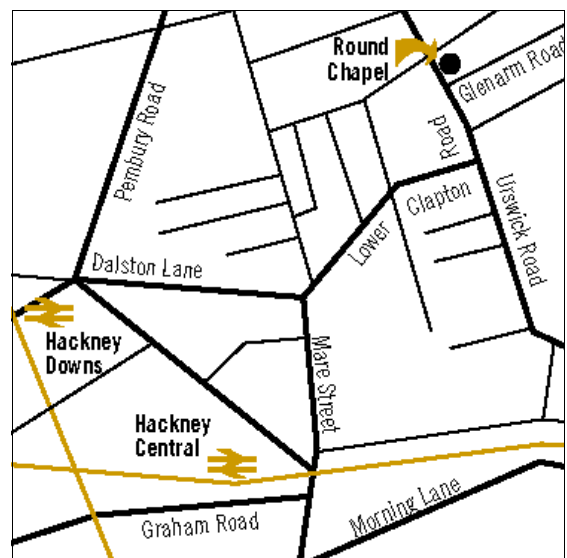 Round
Chapel
Glenarm Road
Pembury Road
Lower
Clapton
Road
Urswick Road
Dalston Lane
Hackney
Downs
Mare Street
Hackney
Central
Graham Road
Morning Lane